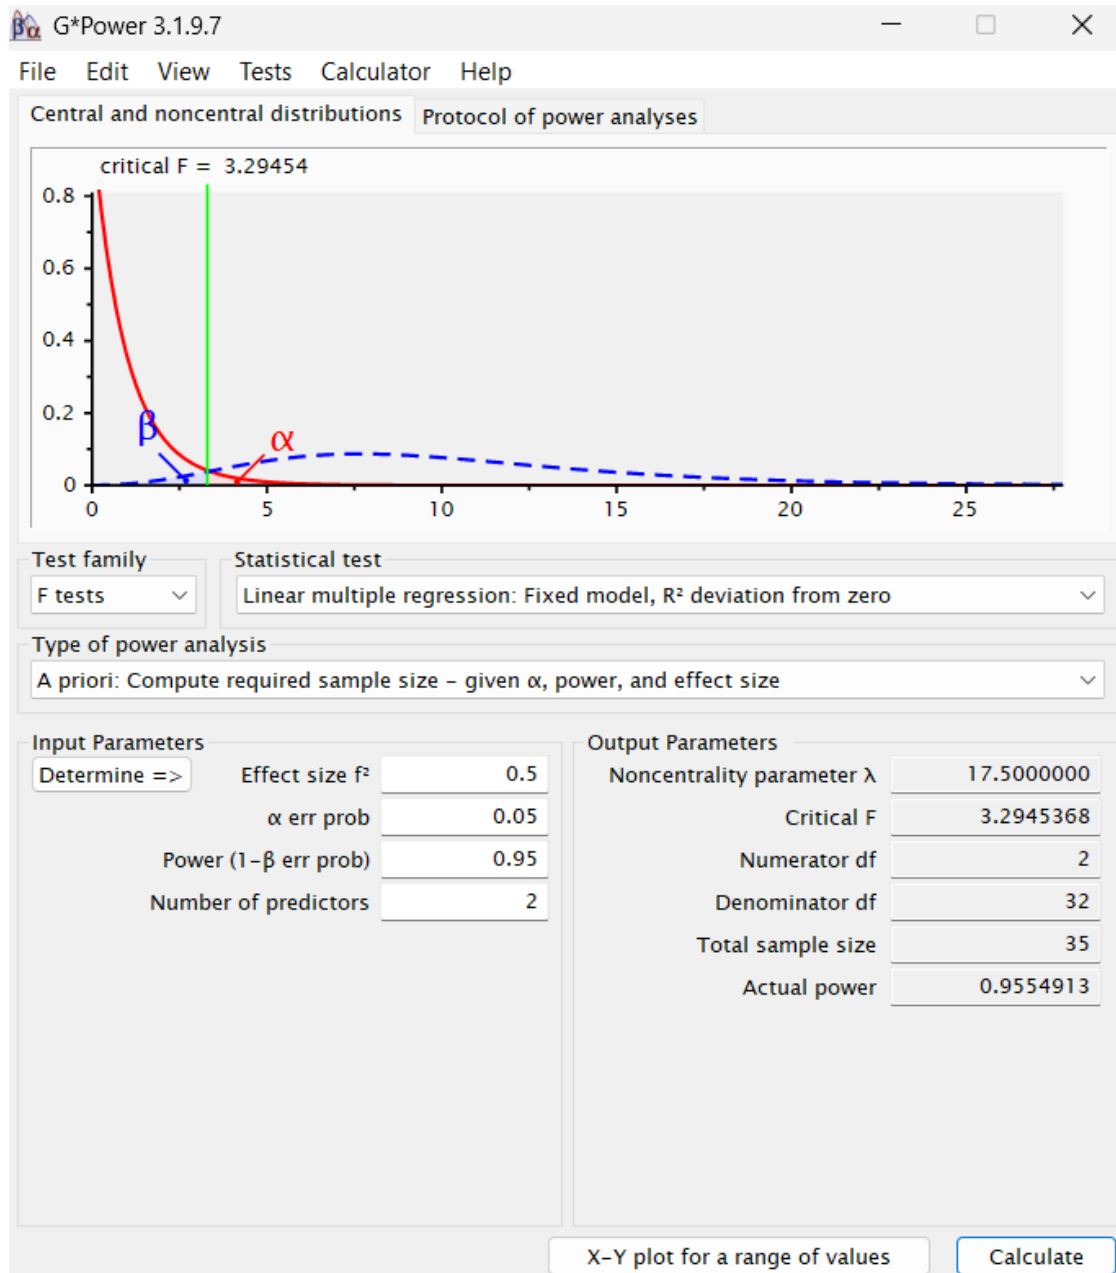 G*Power 3.1.9.7
File Edit View Tests Calculator Help
Central and noncentral distributions Protocol of power analyses
critical F = 3.29454
0.8
0.6
0.4
0.2
0
β
α
0 5 10 15 20 25
Test family Statistical test
F tests Linear multiple regression: Fixed model, R² deviation from zero
Type of power analysis
A priori: Compute required sample size – given α, power, and effect size
Input Parameters Output Parameters
Determine => Effect size f² 0.5 Noncentrality parameter λ 17.5000000
α err prob 0.05 Critical F 3.2945368
Power (1–β err prob) 0.95 Numerator df 2
Number of predictors 2 Denominator df 32
Total sample size 35
Actual power 0.9554913
X–Y plot for a range of values Calculate